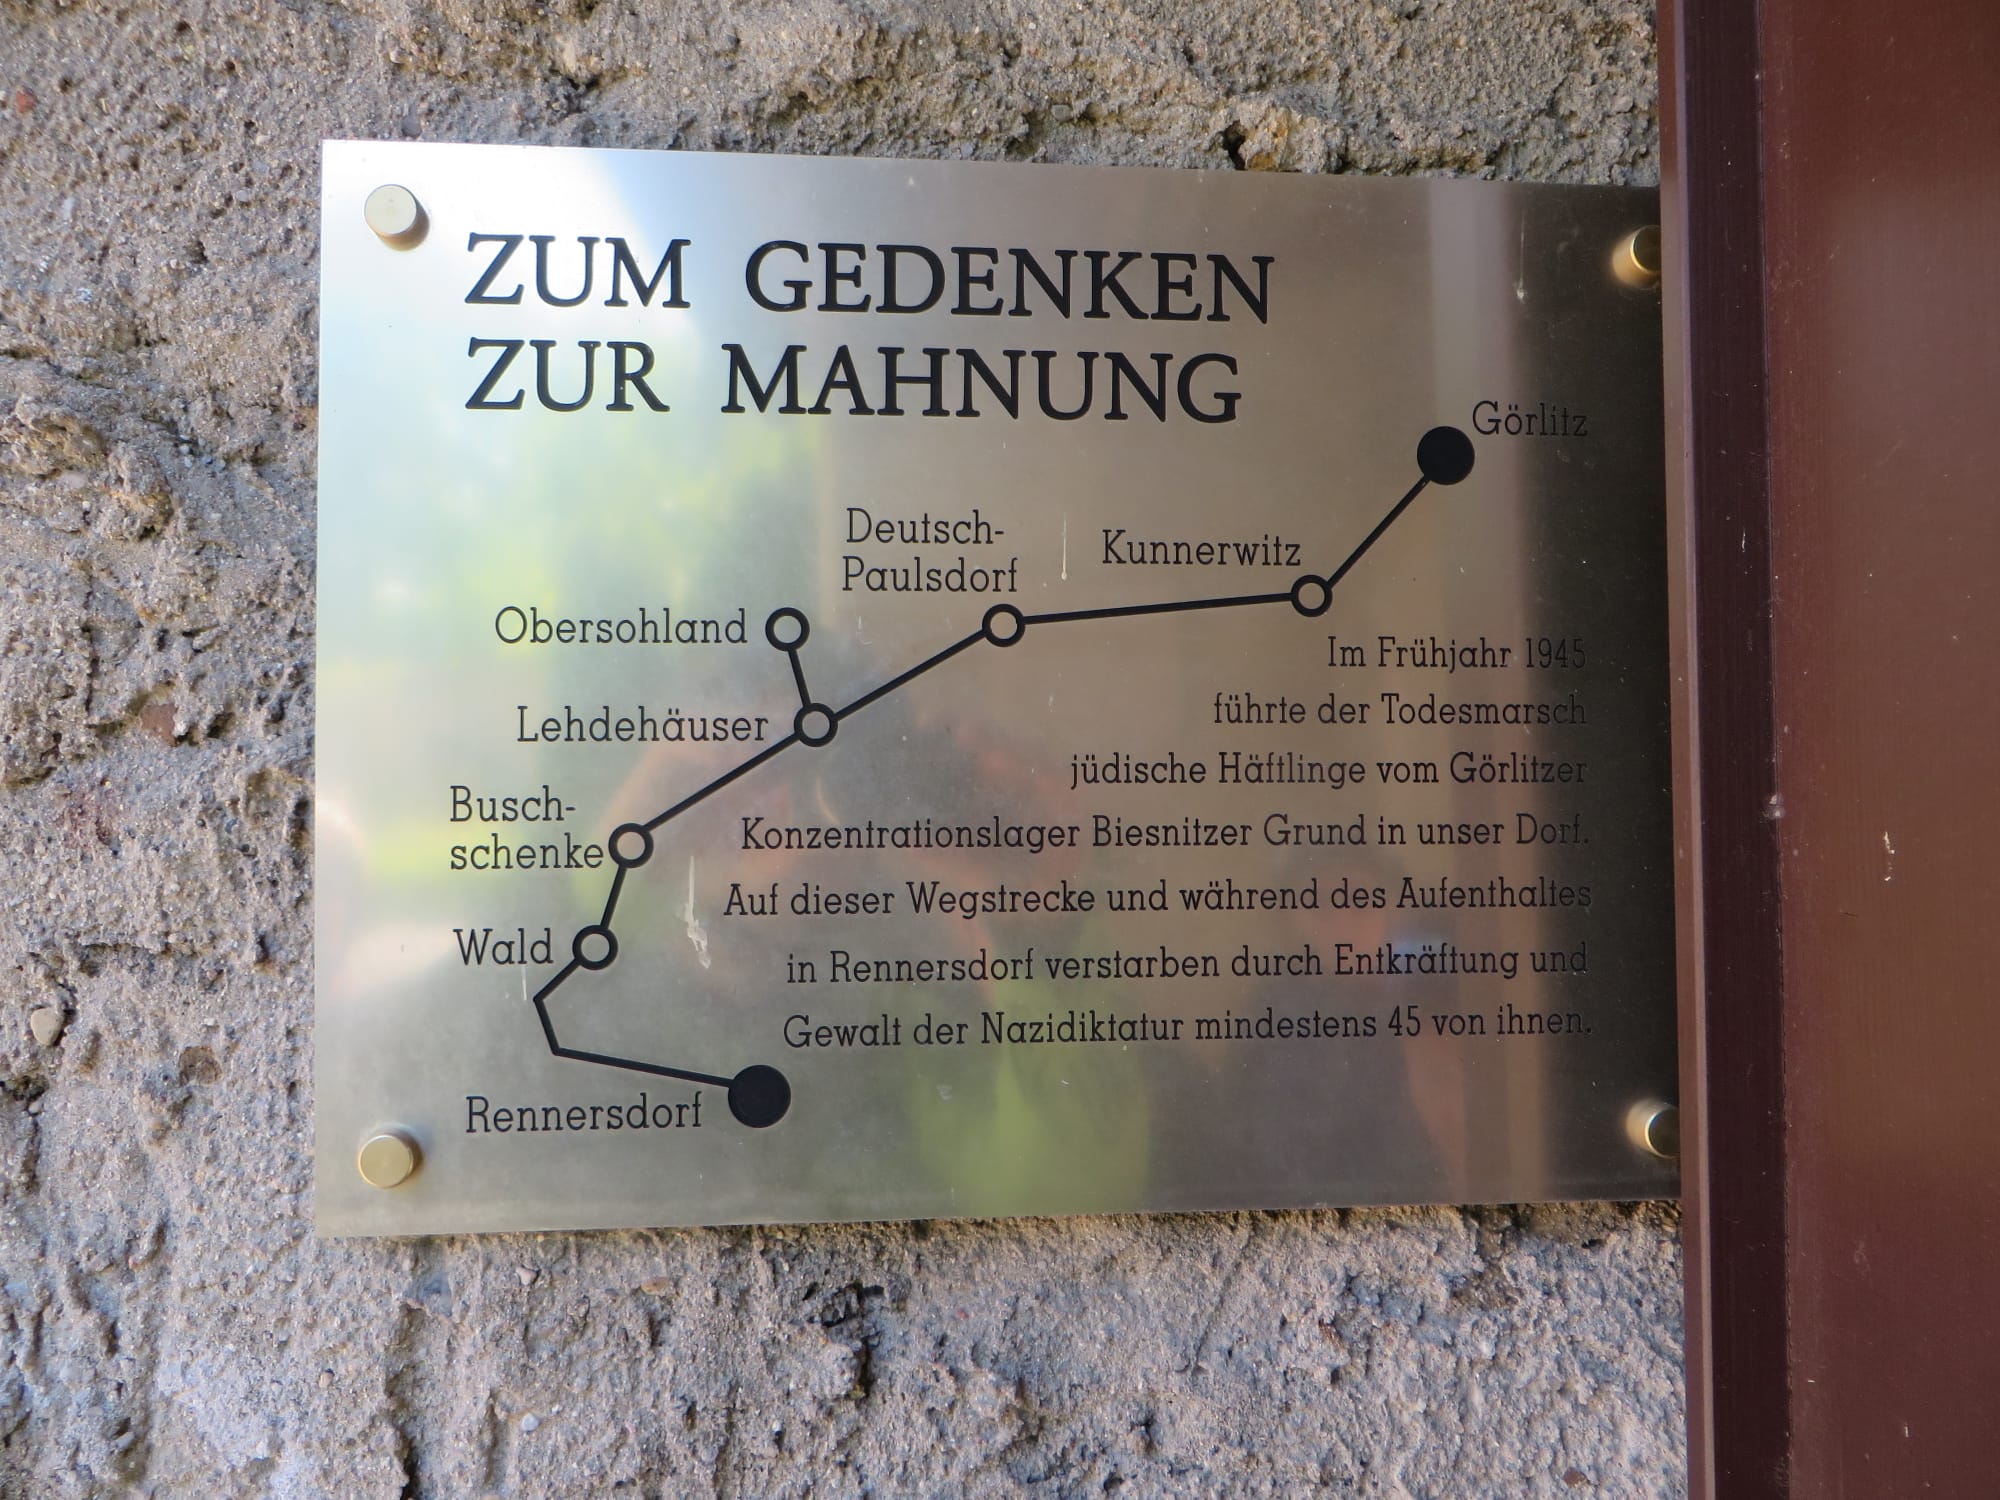 ZUM GEDENKEN
ZUR MAHNUNG
Görlitz
Deutsch-
Paulsdorf
Kunnerwitz
Obersohland
Lehdehäuser
Busch-
schenke
Wald
Rennersdorf
Im Frühjahr 1945
führte der Todesmarsch
jüdische Häftlinge vom Görlitzer
Konzentrationslager Biesnitzer Grund in unser Dorf.
Auf dieser Wegstrecke und während des Aufenthaltes
in Rennersdorf verstarben durch Entkräftung und
Gewalt der Nazidiktatur mindestens 45 von ihnen.